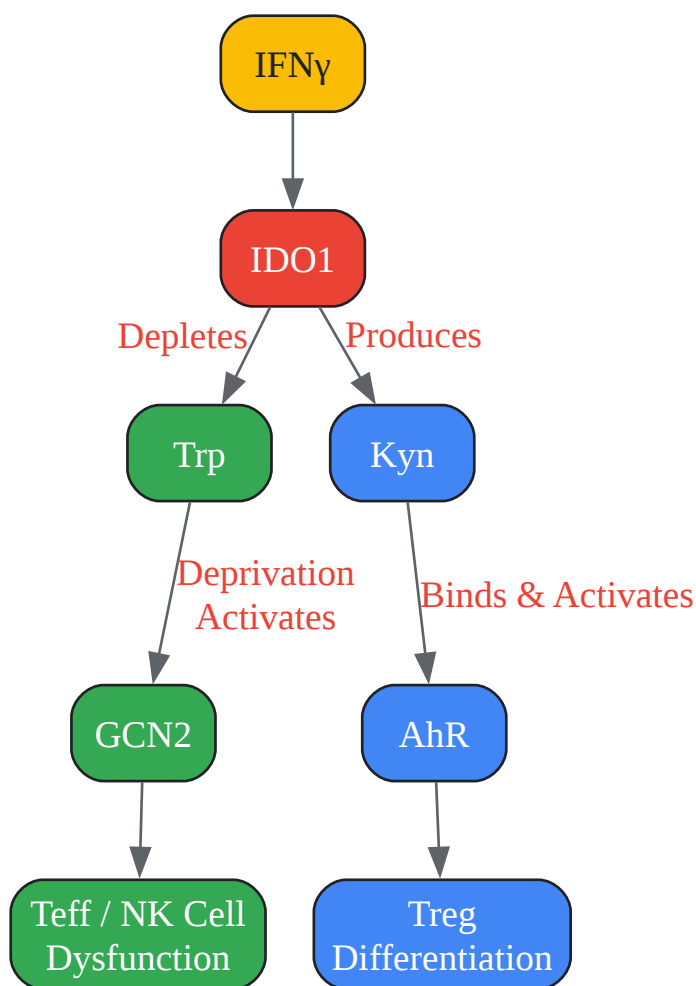 IFNγ
IDO1
Depletes
Produces
Trp
Kyn
Deprivation
Activates
Binds & Activates
GCN2
AhR
Teff / NK Cell
Dysfunction
Treg
Differentiation